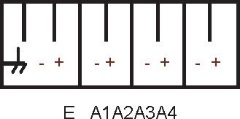 - + - + - + - +
E A1A2A3A4